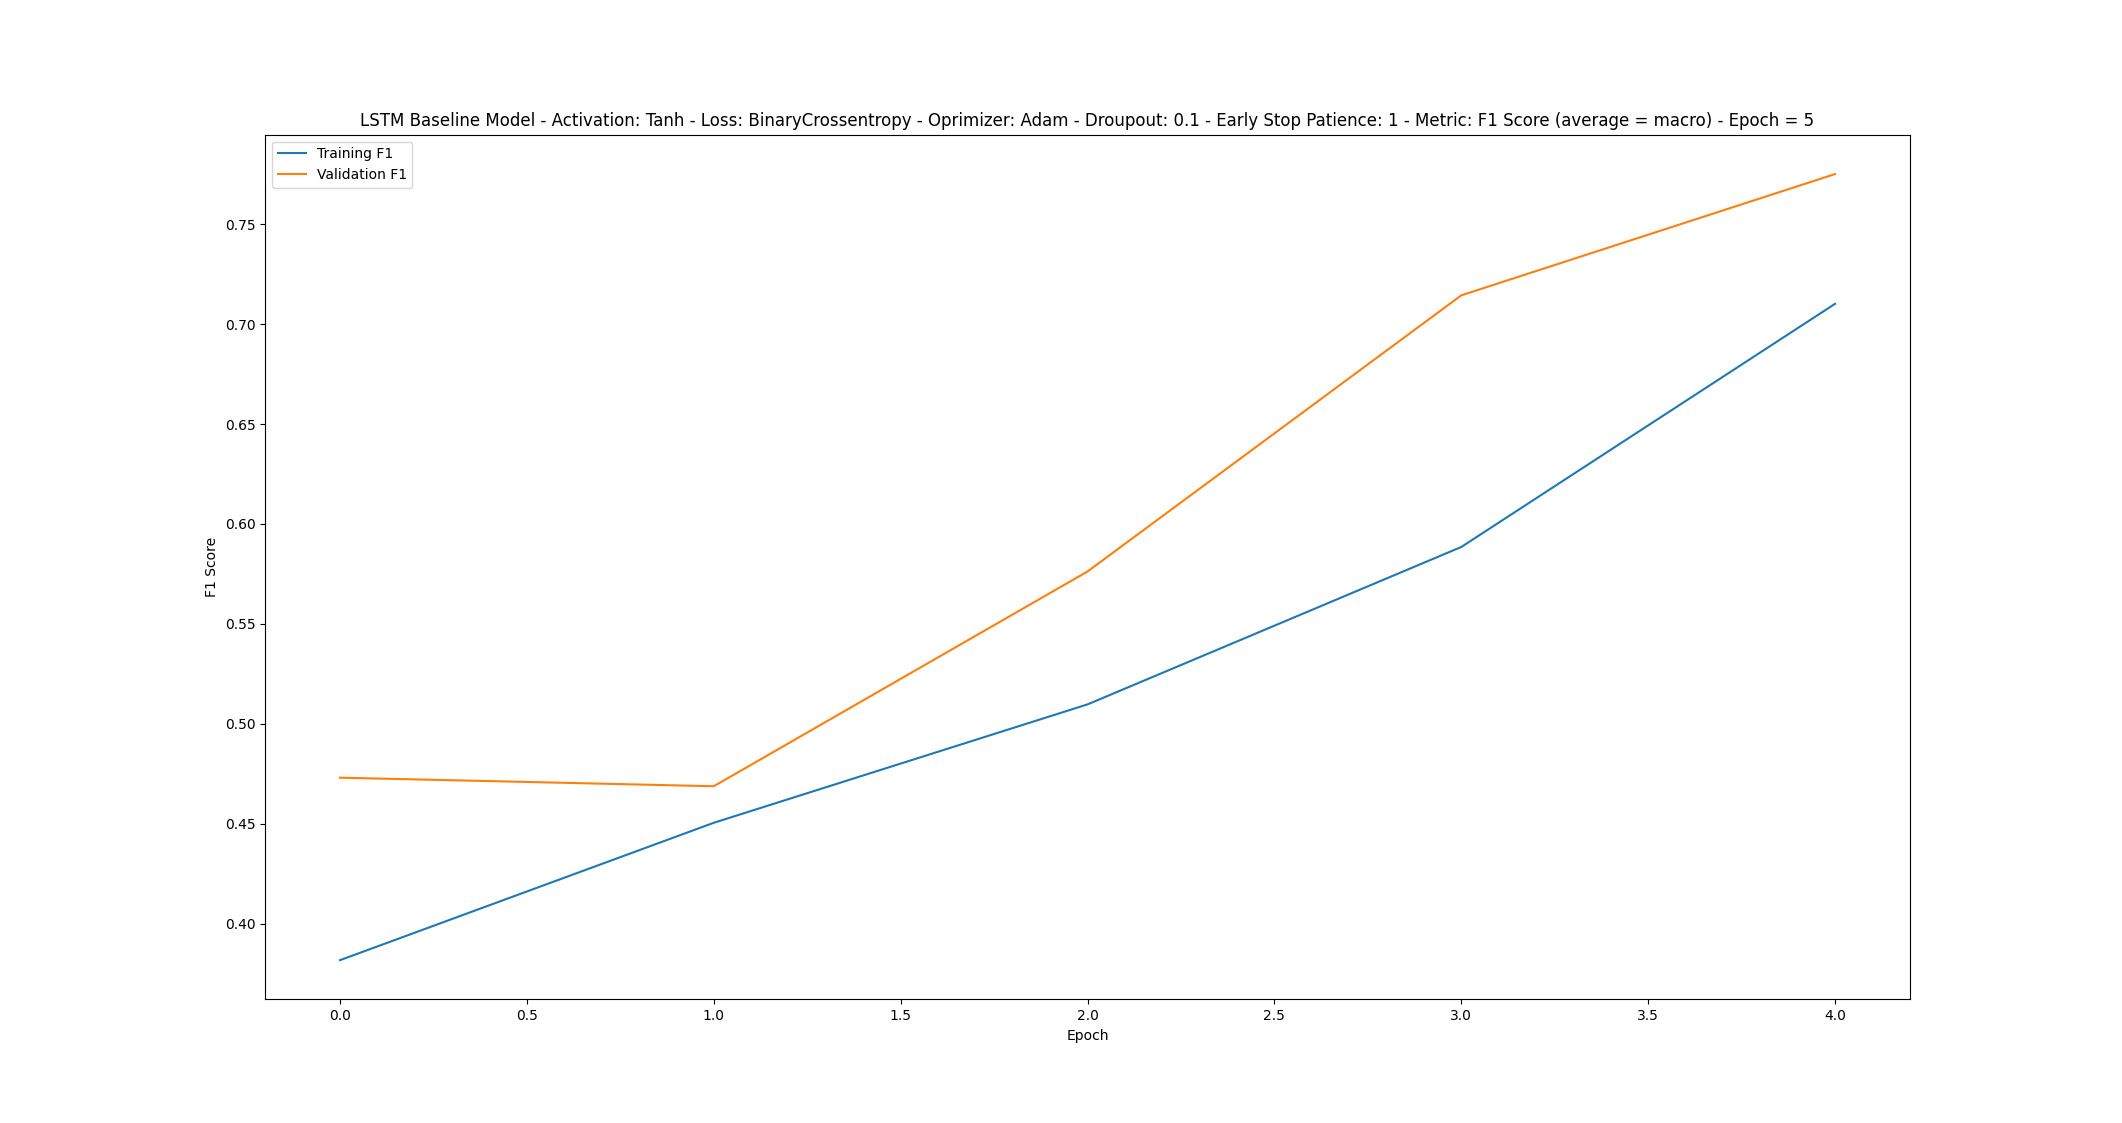 LSTM Baseline Model - Activation: Tanh - Loss: BinaryCrossentropy - Oprimizer: Adam - Droupout: 0.1 - Early Stop Patience: 1 - Metric: F1 Score (average = macro) - Epoch = 5
Training F1
Validation F1
0.75
0.70
0.65
0.60
0.55
0.50
0.45
0.40
F1 Score
0.0 0.5 1.0 1.5 2.0 2.5 3.0 3.5 4.0
Epoch